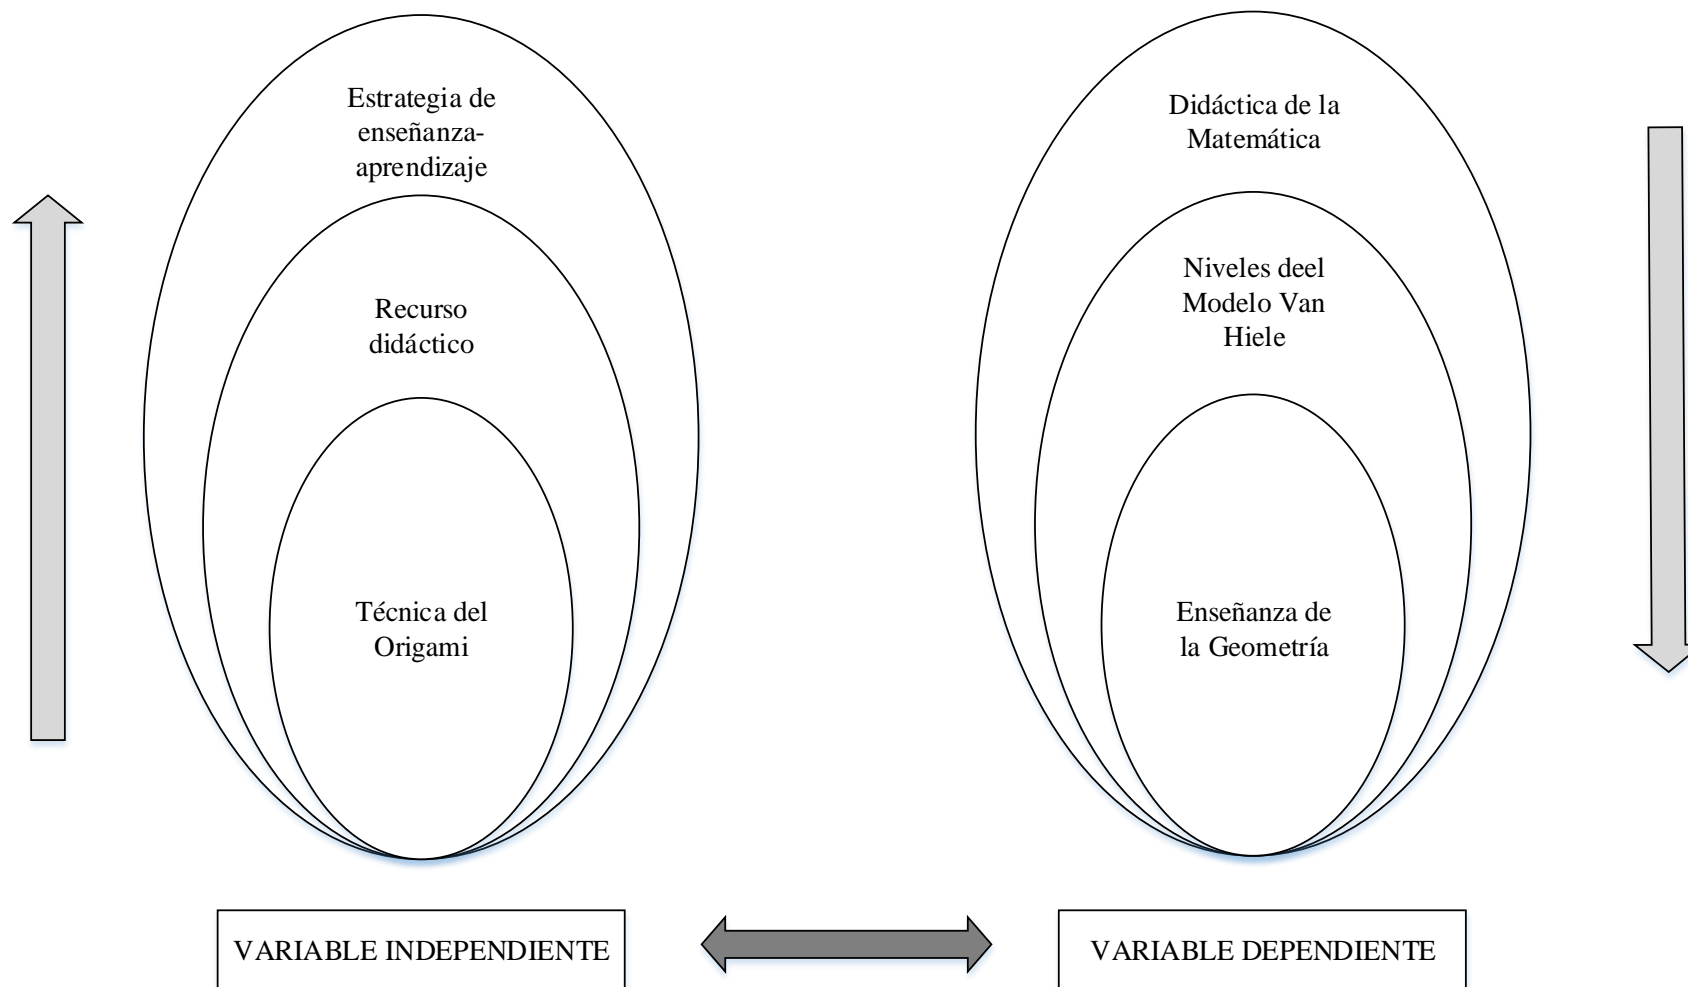 Estrategia de
enseñanza-
aprendizaje
Recurso
didáctico
Técnica del
Origami
VARIABLE INDEPENDIENTE
Didáctica de la
Matemática
Niveles deel
Modelo Van
Hiele
Enseñanza de
la Geometría
VARIABLE DEPENDIENTE